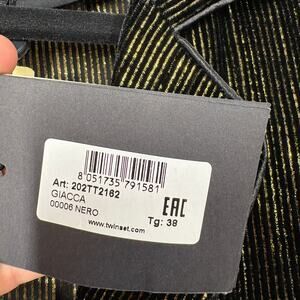 8 051735 791581
Art: 202TT2162
GIACCA
00006 NERO
EAC
www.twinset.com
Tg: 38